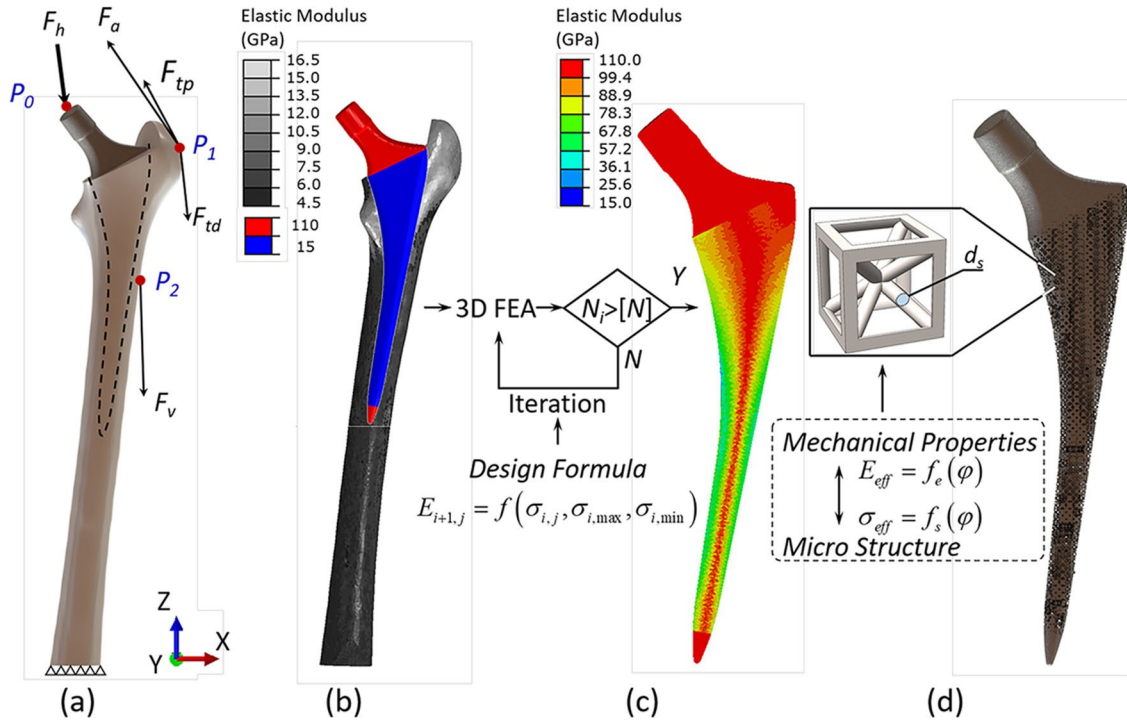 F_h
F_a
F_tp
P_0
P_1
F_td
P_2
F_v
Z
Y
X
(a)
Elastic Modulus
(GPa)
16.5
15.0
13.5
12.0
10.5
9.0
7.5
6.0
4.5
110
15
(b)
3D FEA
N_i>[N]
Y
N
Iteration
Design Formula
E_{i+1,j} = f(σ_{i,j}, σ_{i,max}, σ_{i,min})
Elastic Modulus
(GPa)
110.0
99.4
88.9
78.3
67.8
57.2
36.1
25.6
15.0
(c)
d_s
Mechanical Properties
E_eff = f_e(φ)
σ_eff = f_s(φ)
Micro Structure
(d)